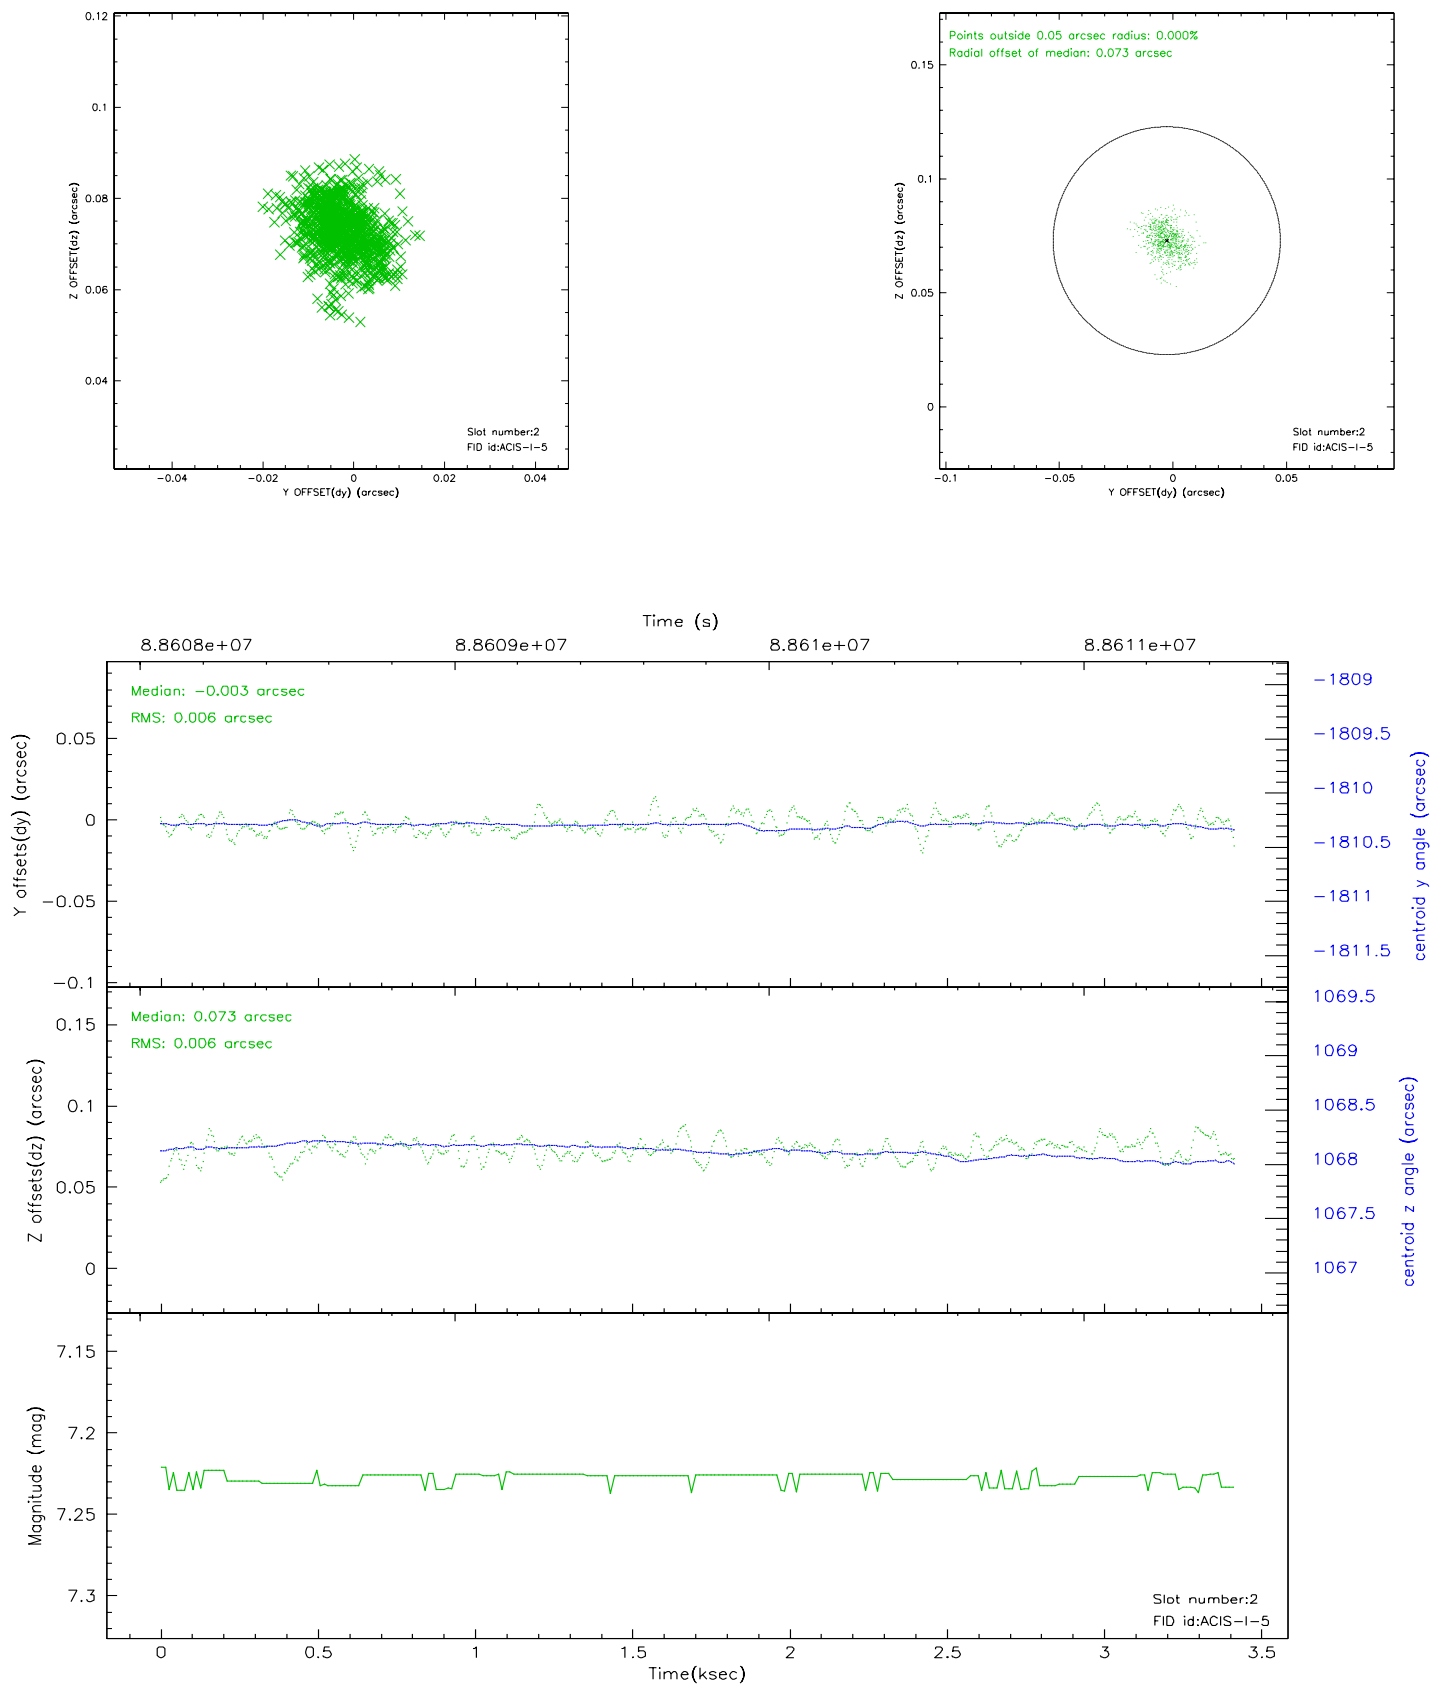 0.12
0.1
0.08
0.06
0.04
Z OFFSET(dz) (arcsec)
−0.04
−0.02
0
0.02
0.04
Y OFFSET(dy) (arcsec)
Slot number:2
FID id:ACIS−I−5
Points outside 0.05 arcsec radius: 0.000%
Radial offset of median: 0.073 arcsec
0.15
0.1
0.05
0
Z OFFSET(dz) (arcsec)
−0.1
−0.05
0
0.05
Y OFFSET(dy) (arcsec)
Slot number:2
FID id:ACIS−I−5
Time (s)
8.8608e+07
8.8609e+07
8.861e+07
8.8611e+07
Median: −0.003 arcsec
RMS: 0.006 arcsec
0.05
0
−0.05
−0.1
Y offsets(dy) (arcsec)
−1809
−1809.5
−1810
−1810.5
−1811
−1811.5
centroid y angle (arcsec)
Median: 0.073 arcsec
RMS: 0.006 arcsec
0.15
0.1
0.05
0
Z offsets(dz) (arcsec)
1069.5
1069
1068.5
1068
1067.5
1067
centroid z angle (arcsec)
7.15
7.2
7.25
7.3
Magnitude (mag)
Slot number:2
FID id:ACIS−I−5
0
0.5
1
1.5
2
2.5
3
3.5
Time(ksec)